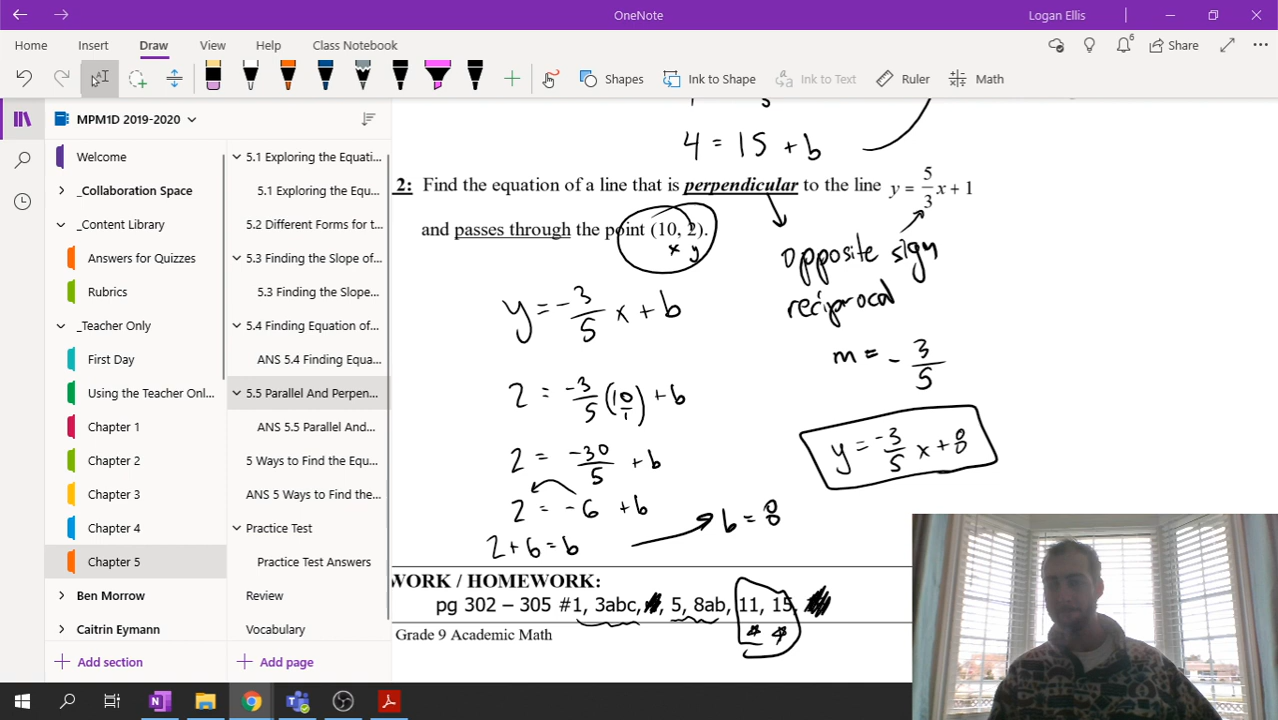 OneNote
Logan Ellis
Home Insert Draw View Help Class Notebook
6
Share
Shapes Ink to Shape Ink to Text Ruler Math
MPM1D 2019-2020
Welcome
_Collaboration Space
_Content Library
Answers for Quizzes
Rubrics
_Teacher Only
First Day
Using the Teacher Onl...
Chapter 1
Chapter 2
Chapter 3
Chapter 4
Chapter 5
Ben Morrow
Caitrin Eymann
Add section
5.1 Exploring the Equati...
5.1 Exploring the Equ...
5.2 Different Forms for t...
5.3 Finding the Slope of
5.3 Finding the Slope...
5.4 Finding Equation of...
ANS 5.4 Finding Equa...
5.5 Parallel And Perpen...
ANS 5.5 Parallel And...
5 Ways to Find the Equ...
ANS 5 Ways to Find the...
Practice Test
Practice Test Answers
Review
Vocabulary
Add page
4 = 15 + b
2: Find the equation of a line that is perpendicular to the line y = 5/3 x + 1
and passes through the point (10, 2).
x y
opposite sign
reciprocal
m = - 3/5
y = -3/5 x + b
2 = -3/5 (10/1) + b
2 = -30/5 + b
2 = -6 + b
2+6=b
b = 8
y = -3/5 x + 8
WORK / HOMEWORK:
pg 302 – 305 #1, 3abc, 5, 8ab, 11, 15,
Grade 9 Academic Math